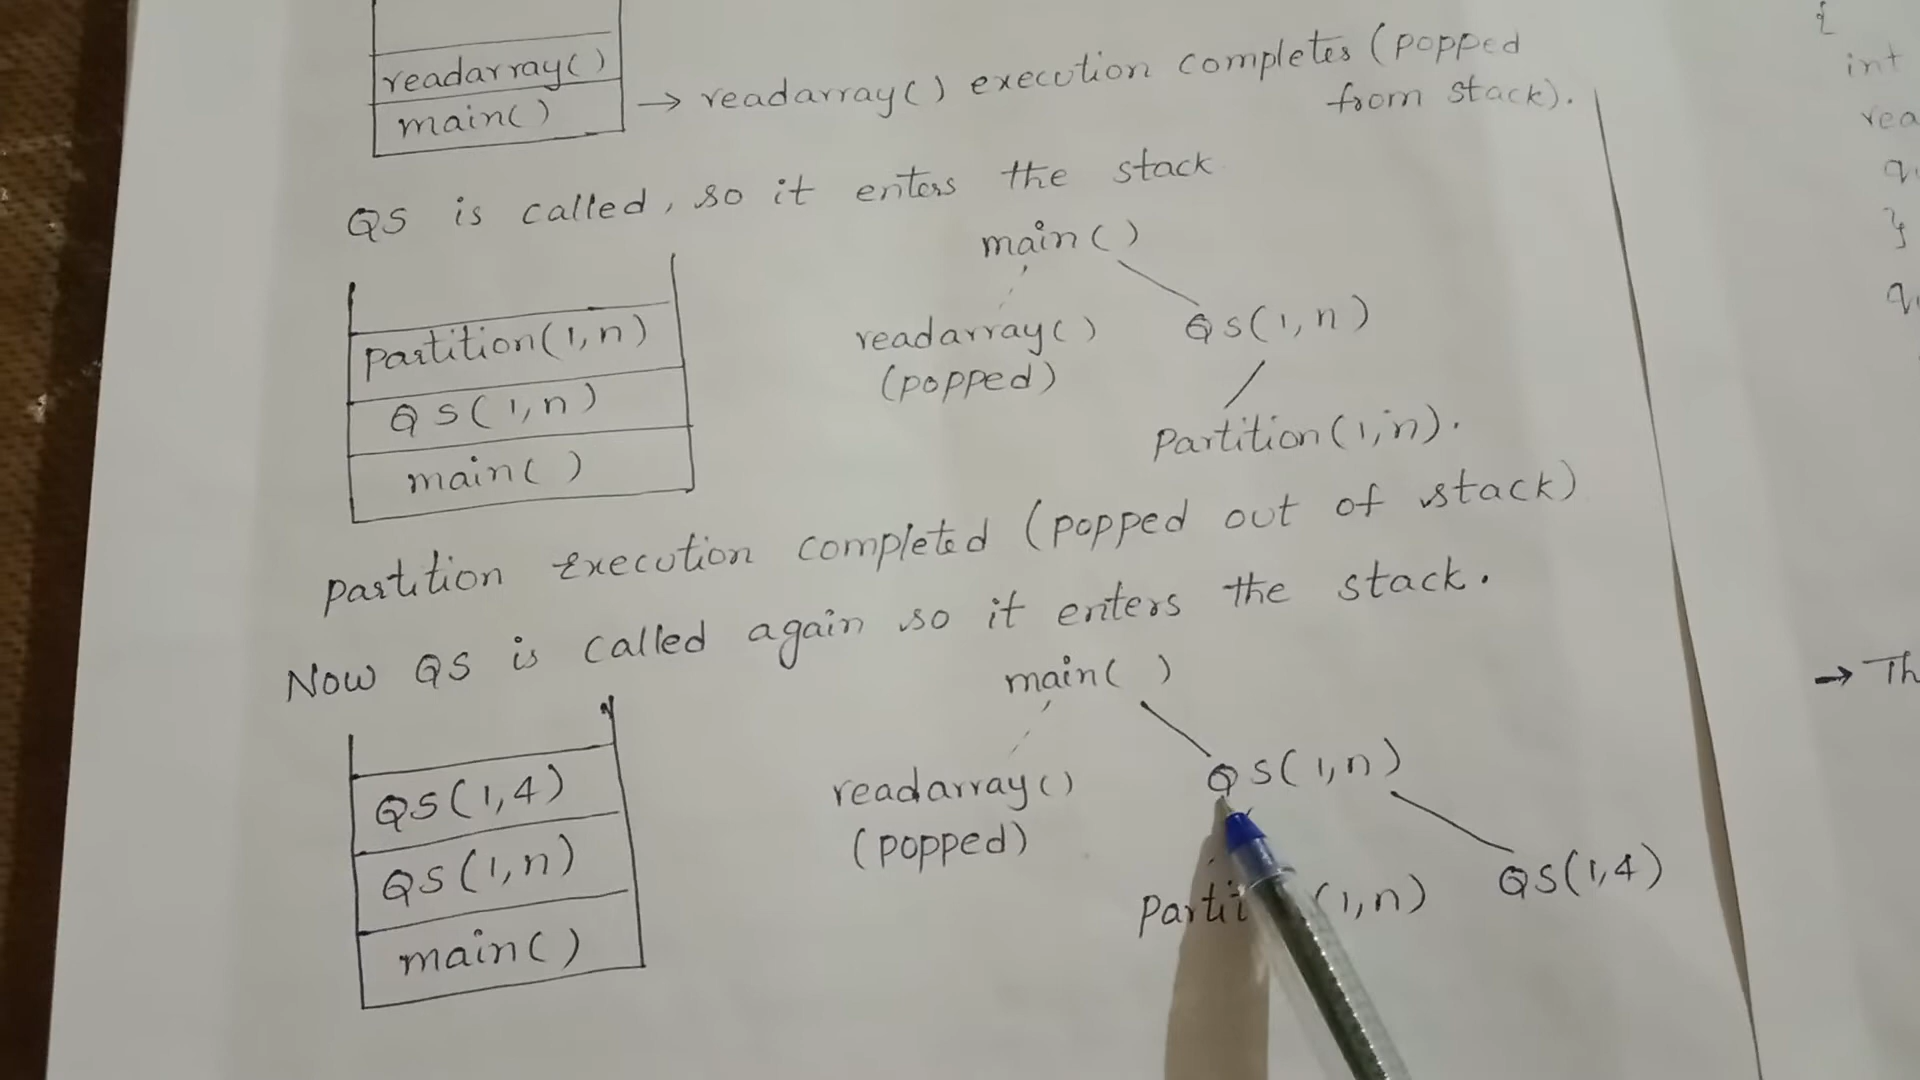 readarray()
main()
→ readarray() execution completes (popped
from stack).
QS is called, so it enters the stack
Partition(1,n)
QS(1,n)
main()
main()
readarray()
(popped)
QS(1,n)
Partition(1,n).
partition Execution completed (popped out of stack)
Now QS is called again so it enters the stack.
QS(1,4)
QS(1,n)
main()
main()
readarray()
(popped)
QS(1,n)
(1,n)
QS(1,4)
{
int
}
→